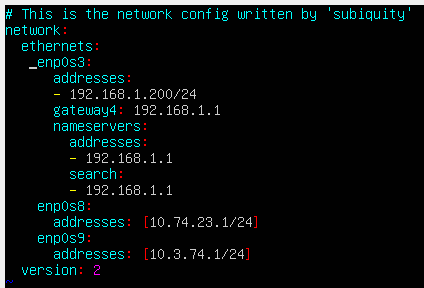 # This is the network config written by 'subiquity'
network:
  ethernets:
    enp0s3:
      addresses:
      - 192.168.1.200/24
      gateway4: 192.168.1.1
      nameservers:
        addresses:
        - 192.168.1.1
        search:
        - 192.168.1.1
    enp0s8:
      addresses: [10.74.23.1/24]
    enp0s9:
      addresses: [10.3.74.1/24]
  version: 2
~